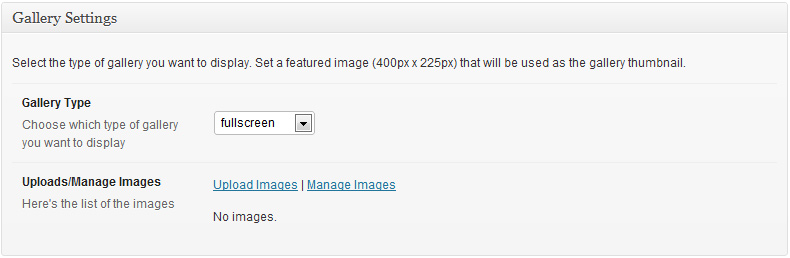 Gallery Settings
Select the type of gallery you want to display. Set a featured image (400px x 225px) that will be used as the gallery thumbnail.
Gallery Type
Choose which type of gallery
you want to display
fullscreen
Uploads/Manage Images
Here's the list of the images
Upload Images | Manage Images
No images.